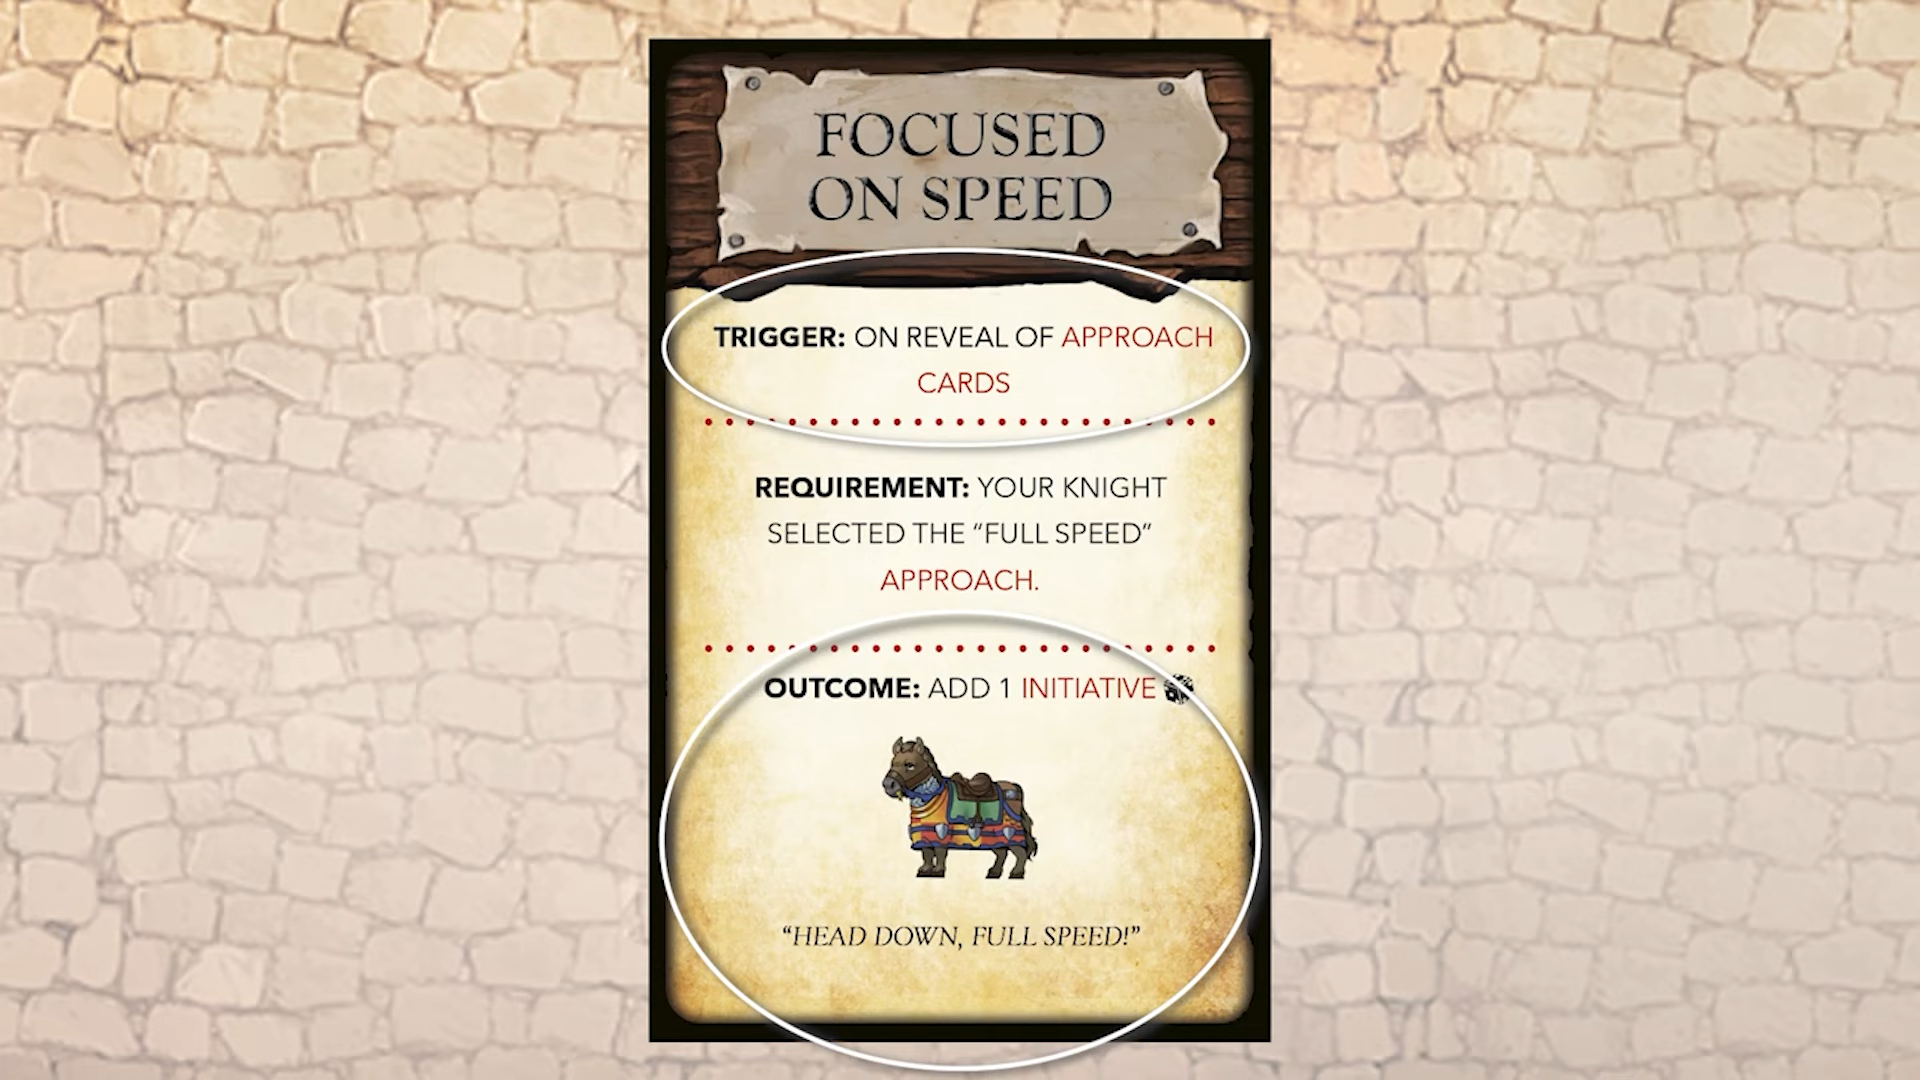 FOCUSED
ON SPEED
TRIGGER: ON REVEAL OF APPROACH
CARDS
REQUIREMENT: YOUR KNIGHT
SELECTED THE “FULL SPEED”
APPROACH.
OUTCOME: ADD 1 INITIATIVE
“HEAD DOWN, FULL SPEED!”